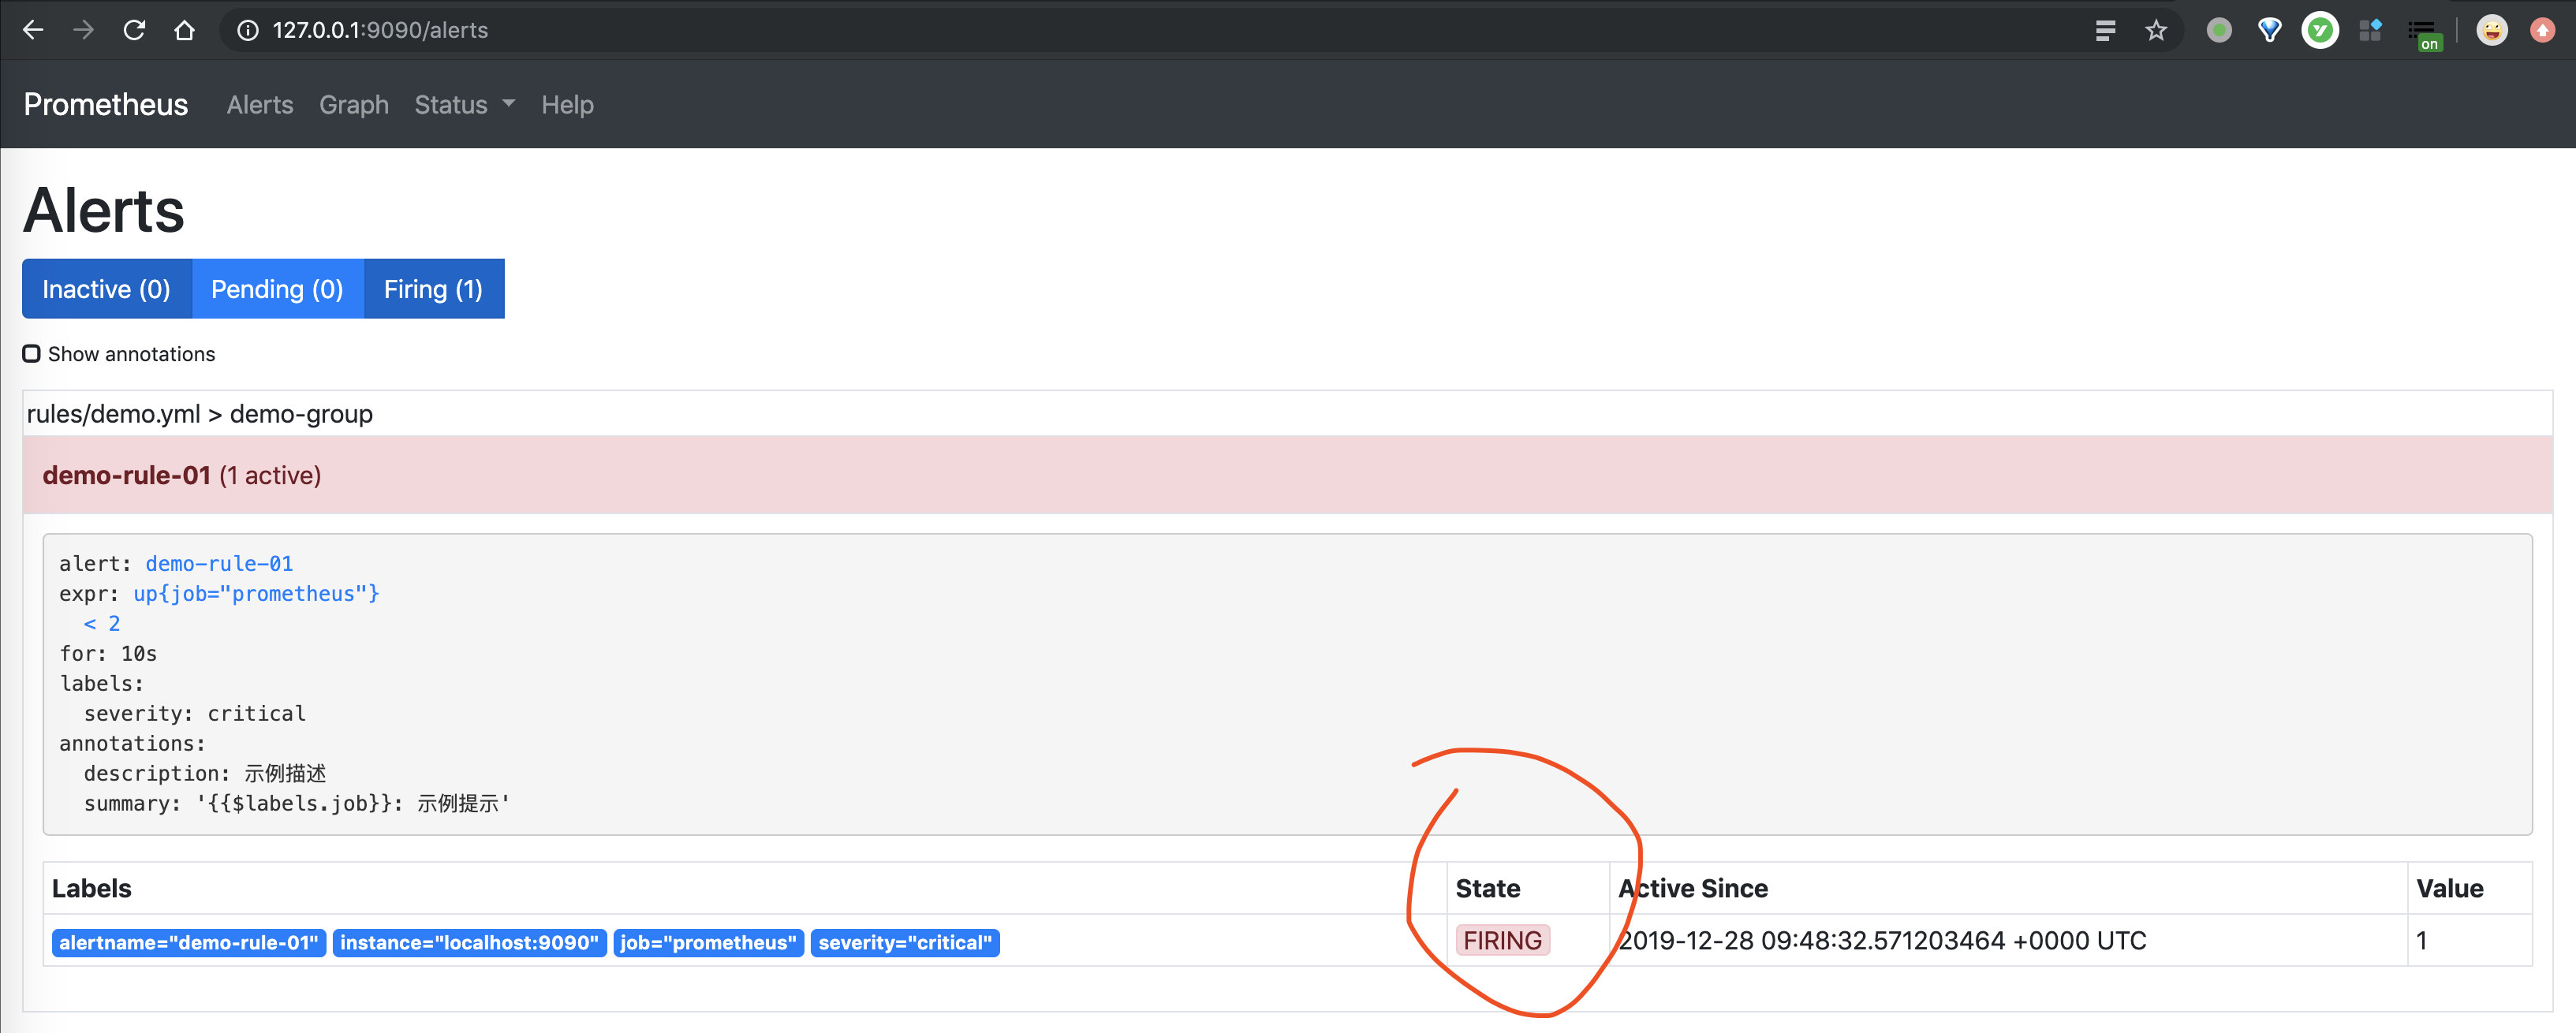 127.0.0.1:9090/alerts
on
Prometheus Alerts Graph Status Help
Alerts
Inactive (0) Pending (0) Firing (1)
Show annotations
rules/demo.yml > demo-group
demo-rule-01 (1 active)
alert: demo-rule-01
expr: up{job="prometheus"}
< 2
for: 10s
labels:
severity: critical
annotations:
description: 示例描述
summary: '{{$labels.job}}: 示例提示'
Labels State Active Since Value
alertname="demo-rule-01" instance="localhost:9090" job="prometheus" severity="critical" FIRING 2019-12-28 09:48:32.571203464 +0000 UTC 1